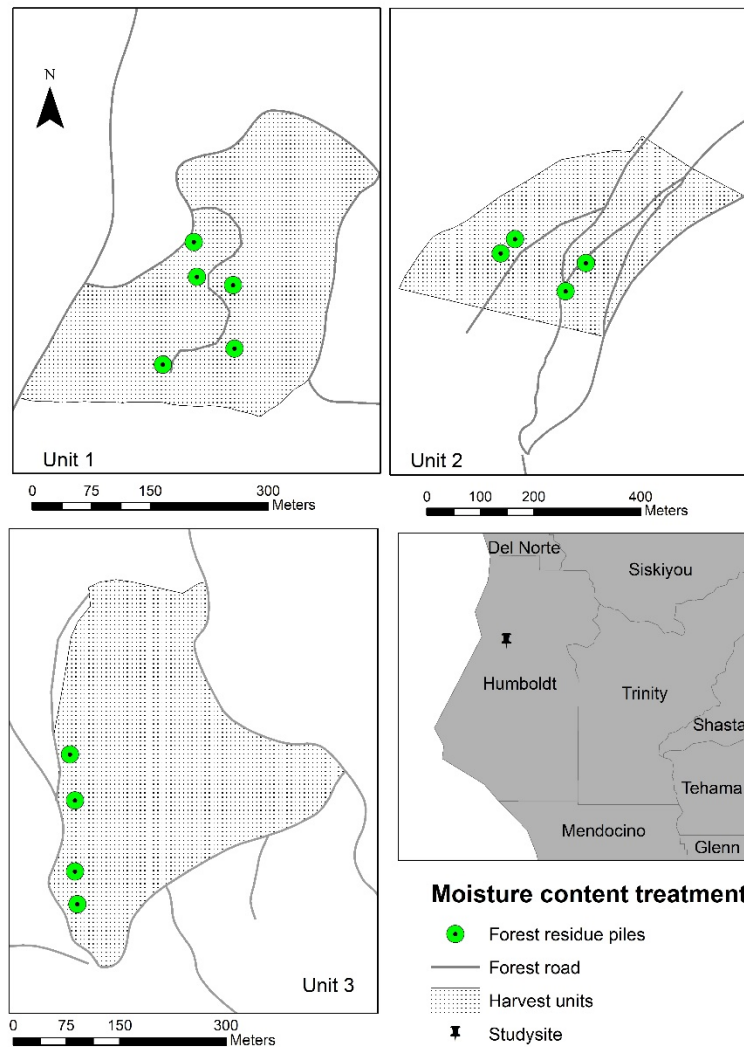 N
Unit 1
0 75 150 300
Meters
Unit 2
0 100 200 400
Meters
Unit 3
0 75 150 300
Meters
Del Norte
Siskiyou
Humboldt
Trinity
Shasta
Tehama
Mendocino
Glenn
Moisture content treatment
Forest residue piles
Forest road
Harvest units
Studysite